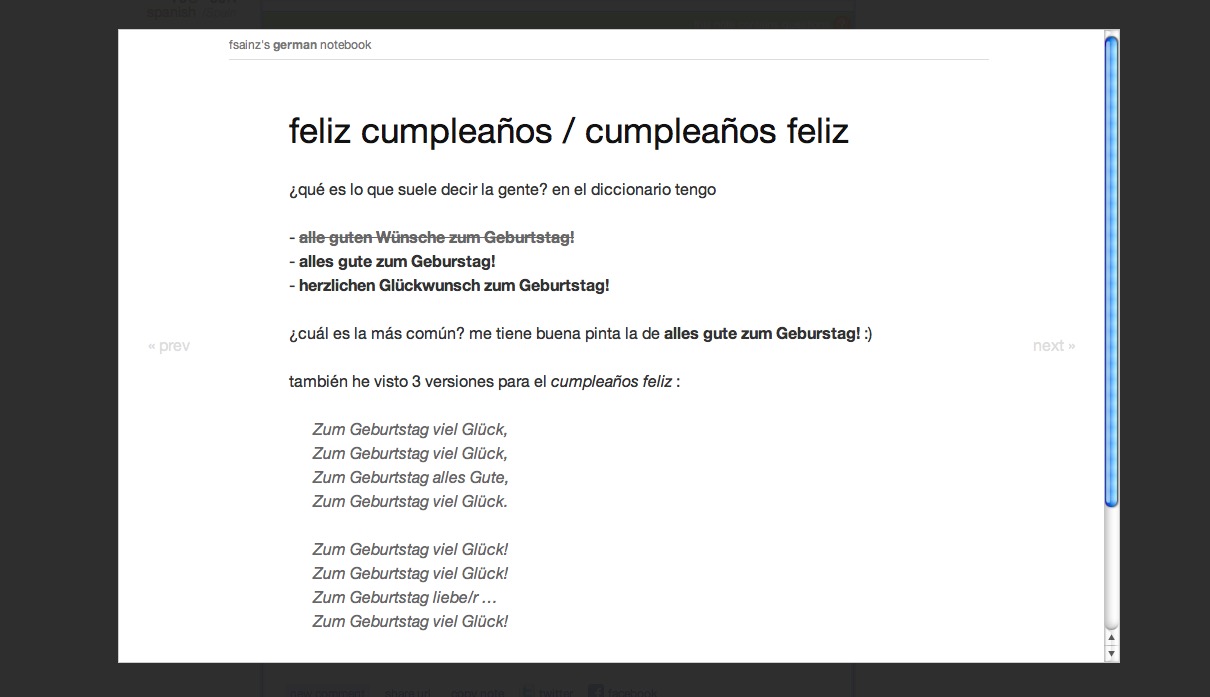 spanish
fsainz's german notebook
feliz cumpleaños / cumpleaños feliz
¿qué es lo que suele decir la gente? en el diccionario tengo
- alle guten Wünsche zum Geburtstag!
- alles gute zum Geburstag!
- herzlichen Glückwunsch zum Geburtstag!
¿cuál es la más común? me tiene buena pinta la de alles gute zum Geburstag! :)
« prev
next »
también he visto 3 versiones para el cumpleaños feliz :
Zum Geburtstag viel Glück,
Zum Geburtstag viel Glück,
Zum Geburtstag alles Gute,
Zum Geburtstag viel Glück.
Zum Geburtstag viel Glück!
Zum Geburtstag viel Glück!
Zum Geburtstag liebe/r …
Zum Geburtstag viel Glück!
twitter
facebook